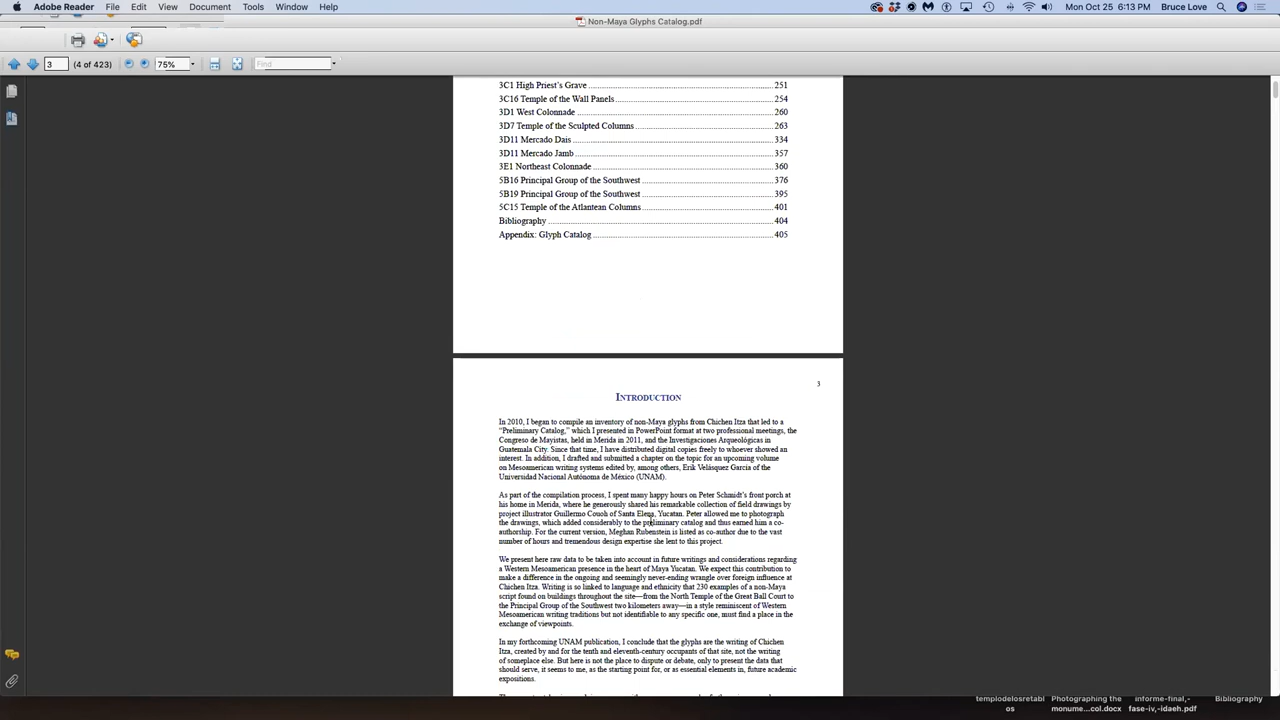 Adobe Reader File Edit View Document Tools Window Help Mon Oct 25 6:13 PM Bruce Love
Non-Maya Glyphs Catalog.pdf
3 (4 of 423) 75% Find
3C1 High Priest's Grave 251
3C16 Temple of the Wall Panels 254
3D1 West Colonnade 260
3D7 Temple of the Sculpted Columns 263
3D11 Mercado Dais 334
3D11 Mercado Jamb 357
3E1 Northeast Colonnade 360
5B16 Principal Group of the Southwest 376
5B19 Principal Group of the Southwest 395
5C15 Temple of the Atlantean Columns 401
Bibliography 404
Appendix: Glyph Catalog 405
3
Introduction
In 2010, I began to compile an inventory of non-Maya glyphs from Chichen Itza that led to a
"Preliminary Catalog," which I presented in PowerPoint format at two professional meetings, the
Congreso de Mayistas, held in Merida in 2011, and the Investigaciones Arqueológicas in
Guatemala City. Since that time, I have distributed digital copies freely to whoever showed an
interest. In addition, I drafted and submitted a chapter on the topic for an upcoming volume
on Mesoamerican writing systems edited by, among others, Erik Velásquez García of the
Universidad Nacional Autónoma de México (UNAM).
As part of the compilation process, I spent many happy hours on Peter Schmidt's front porch at
his home in Merida, where he generously shared his remarkable collection of field drawings by
project illustrator Guillermo Couoh of Santa Elena, Yucatan. Peter allowed me to photograph
the drawings, which added considerably to the preliminary catalog and thus earned him a co-
authorship. For the current version, Meghan Rubenstein is listed as co-author due to the vast
number of hours and tremendous design expertise she lent to this project.
We present here raw data to be taken into account in future writings and considerations regarding
a Western Mesoamerican presence in the heart of Maya Yucatan. We expect this contribution to
make a difference in the ongoing and seemingly never-ending wrangle over foreign influence at
Chichen Itza. Writing is so linked to language and ethnicity that 230 examples of a non-Maya
script found on buildings throughout the site—from the North Temple of the Great Ball Court to
the Principal Group of the Southwest two kilometers away—in a style reminiscent of Western
Mesoamerican writing traditions but not identifiable to any specific one, must find a place in the
exchange of viewpoints.
In my forthcoming UNAM publication, I conclude that the glyphs are the writing of Chichen
Itza, created by and for the tenth and eleventh-century occupants of that site, not the writing
of someplace else. But here is not the place to dispute or debate, only to present the data that
should serve, it seems to me, as the starting point for, or as essential elements in, future academic
expositions.
templodelosretabl
os
Photographing the
monume...col.docx
informe-final,-
fase-iv,-idaeh.pdf
Bibliography